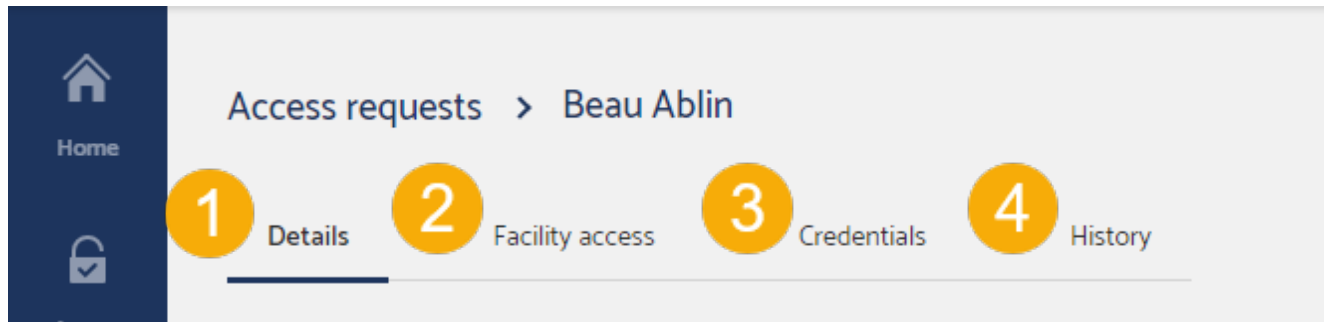 Home
Access requests > Beau Ablin
1 Details 2 Facility access 3 Credentials 4 History